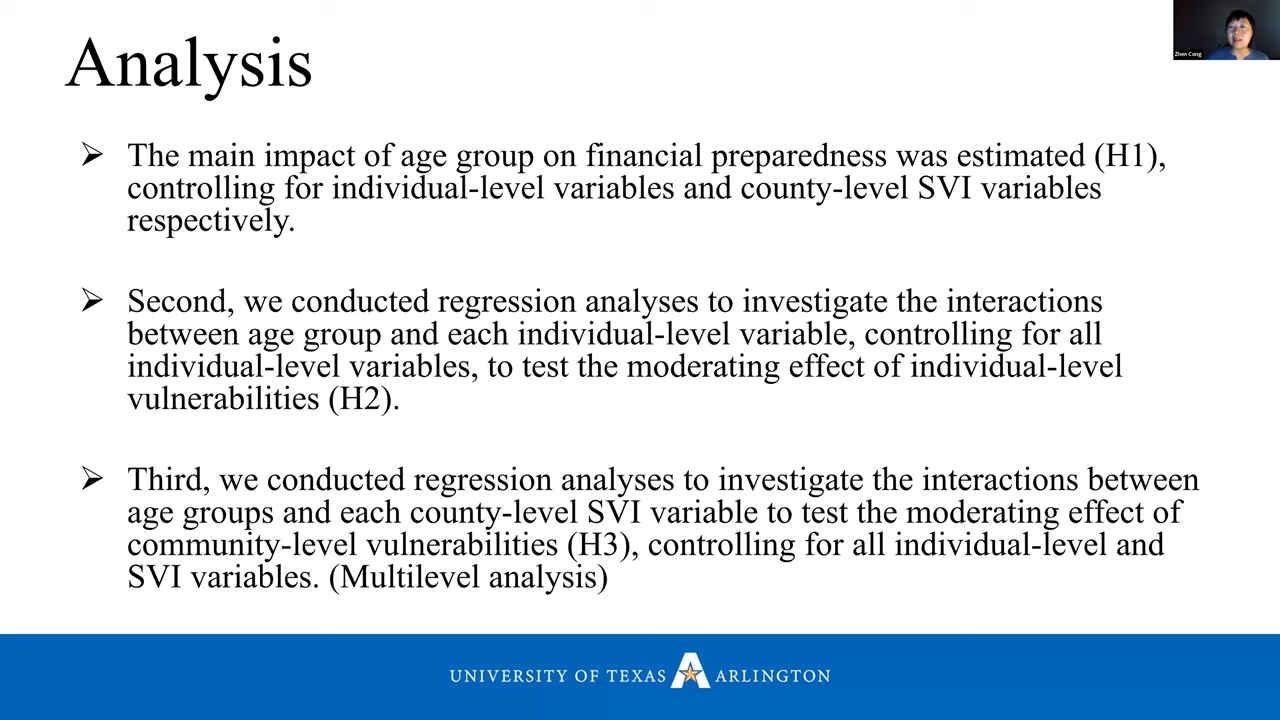 Analysis
Zhen Cong
➢ The main impact of age group on financial preparedness was estimated (H1),
controlling for individual-level variables and county-level SVI variables
respectively.
➢ Second, we conducted regression analyses to investigate the interactions
between age group and each individual-level variable, controlling for all
individual-level variables, to test the moderating effect of individual-level
vulnerabilities (H2).
➢ Third, we conducted regression analyses to investigate the interactions between
age groups and each county-level SVI variable to test the moderating effect of
community-level vulnerabilities (H3), controlling for all individual-level and
SVI variables. (Multilevel analysis)
UNIVERSITY OF TEXAS A ARLINGTON